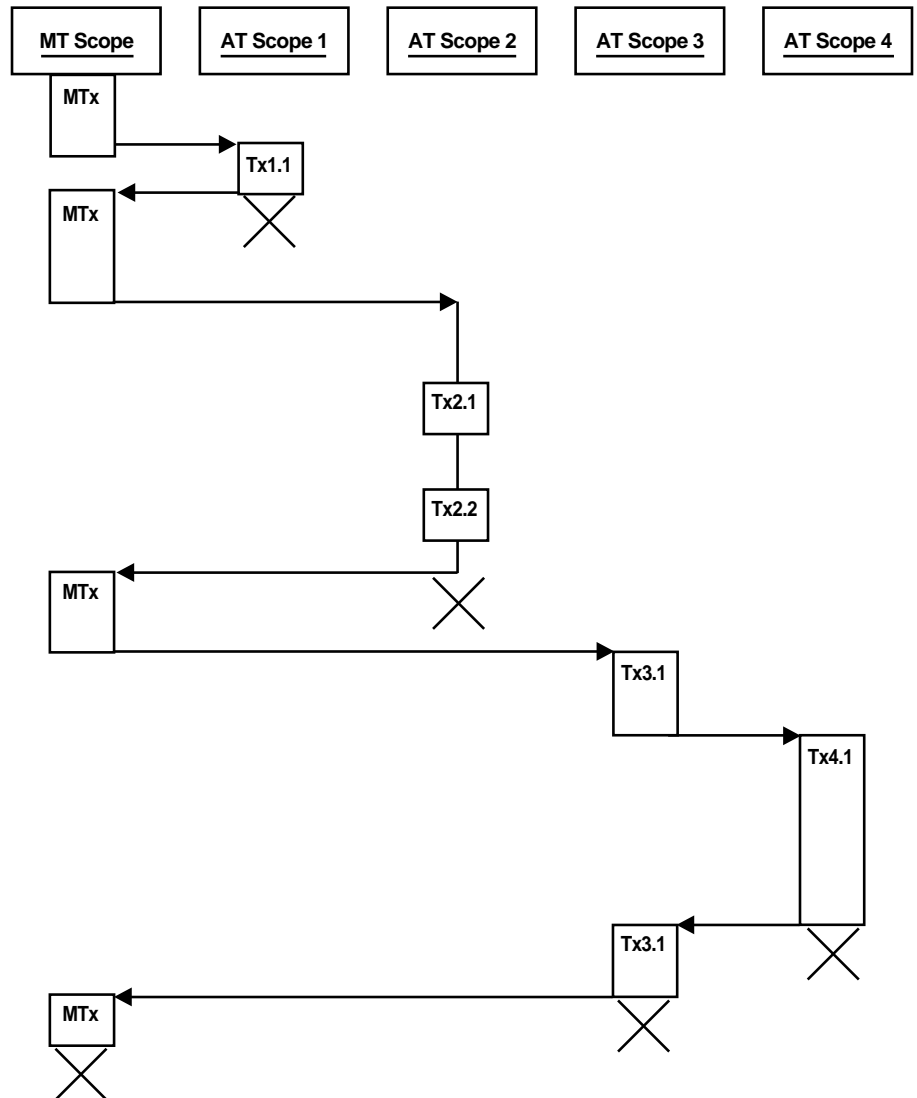 MT Scope
AT Scope 1
AT Scope 2
AT Scope 3
AT Scope 4
MTx
Tx1.1
MTx
Tx2.1
Tx2.2
MTx
Tx3.1
Tx4.1
Tx3.1
MTx